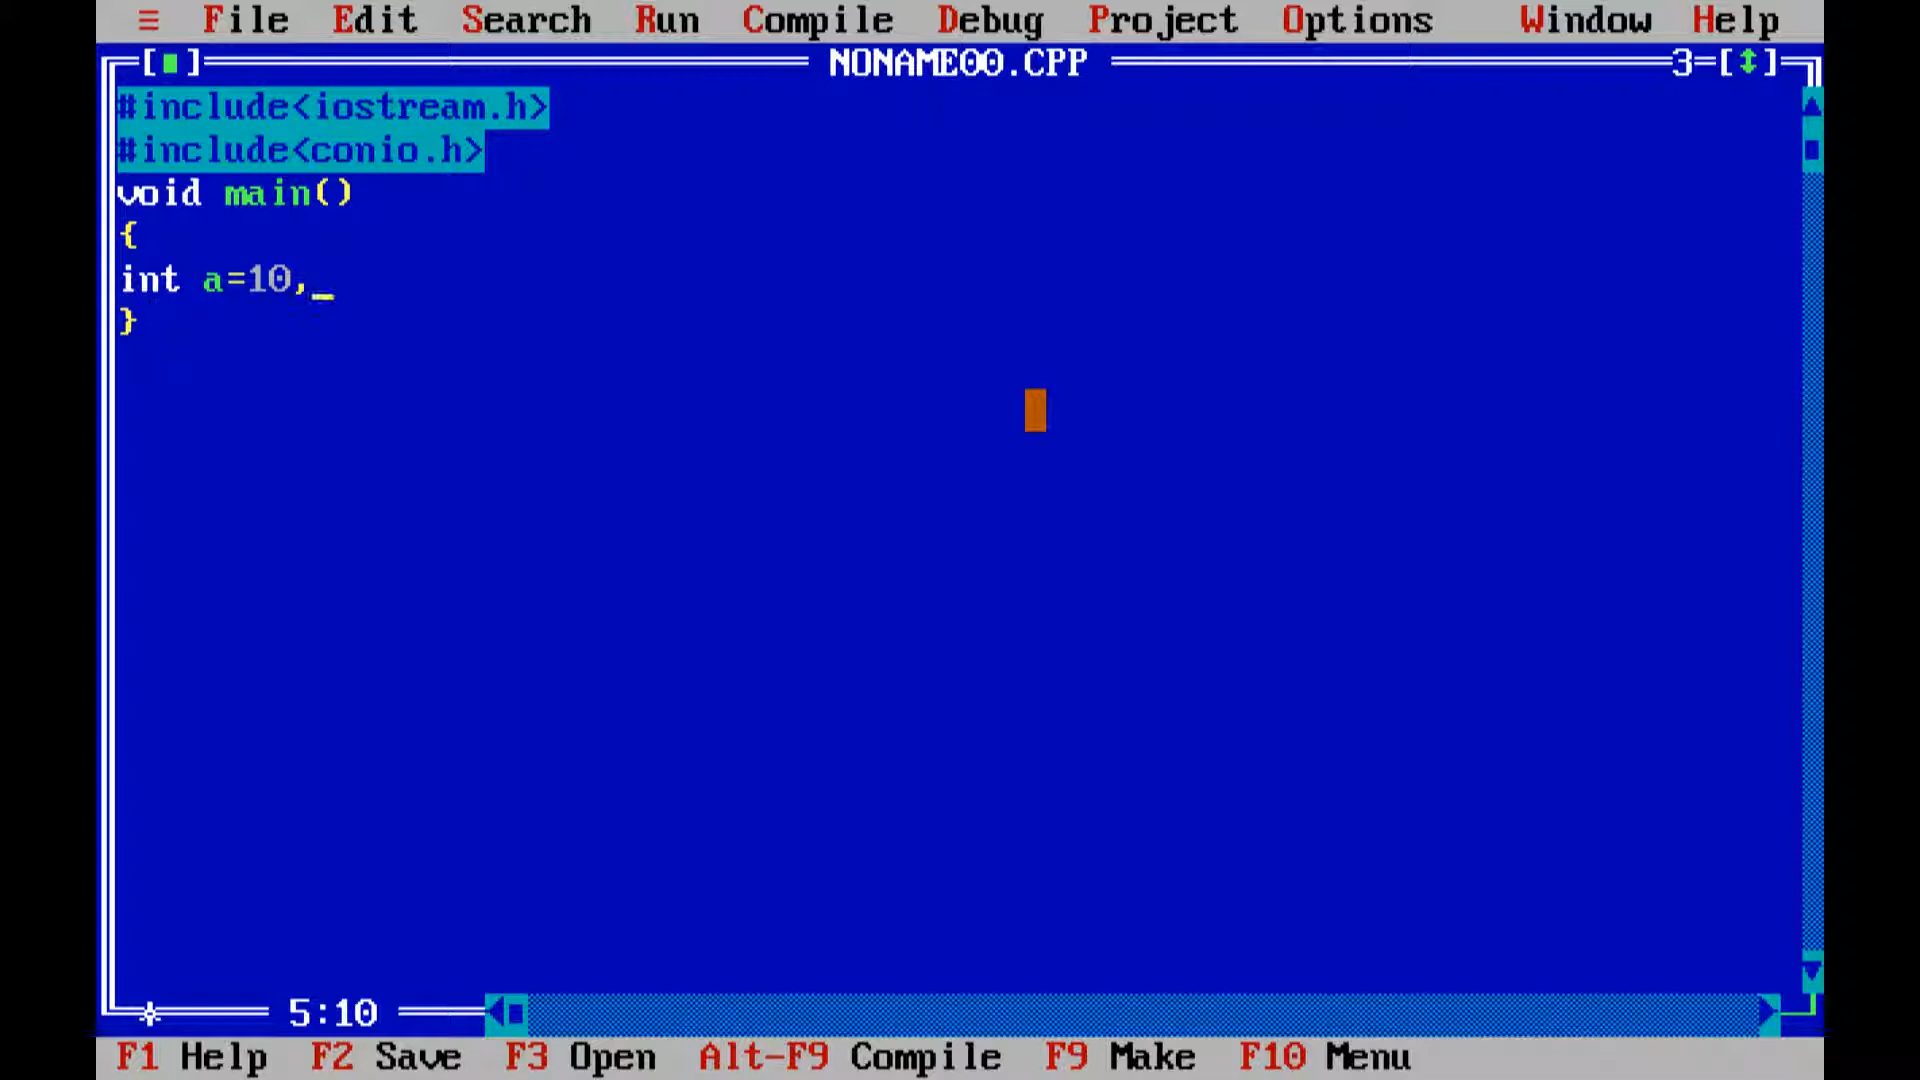 ≡ File Edit Search Run Compile Debug Project Options Window Help
[■] NONAME00.CPP 3=[↕]
#include<iostream.h>
#include<conio.h>
void main()
{
int a=10,_
}
5:10
F1 Help F2 Save F3 Open Alt-F9 Compile F9 Make F10 Menu